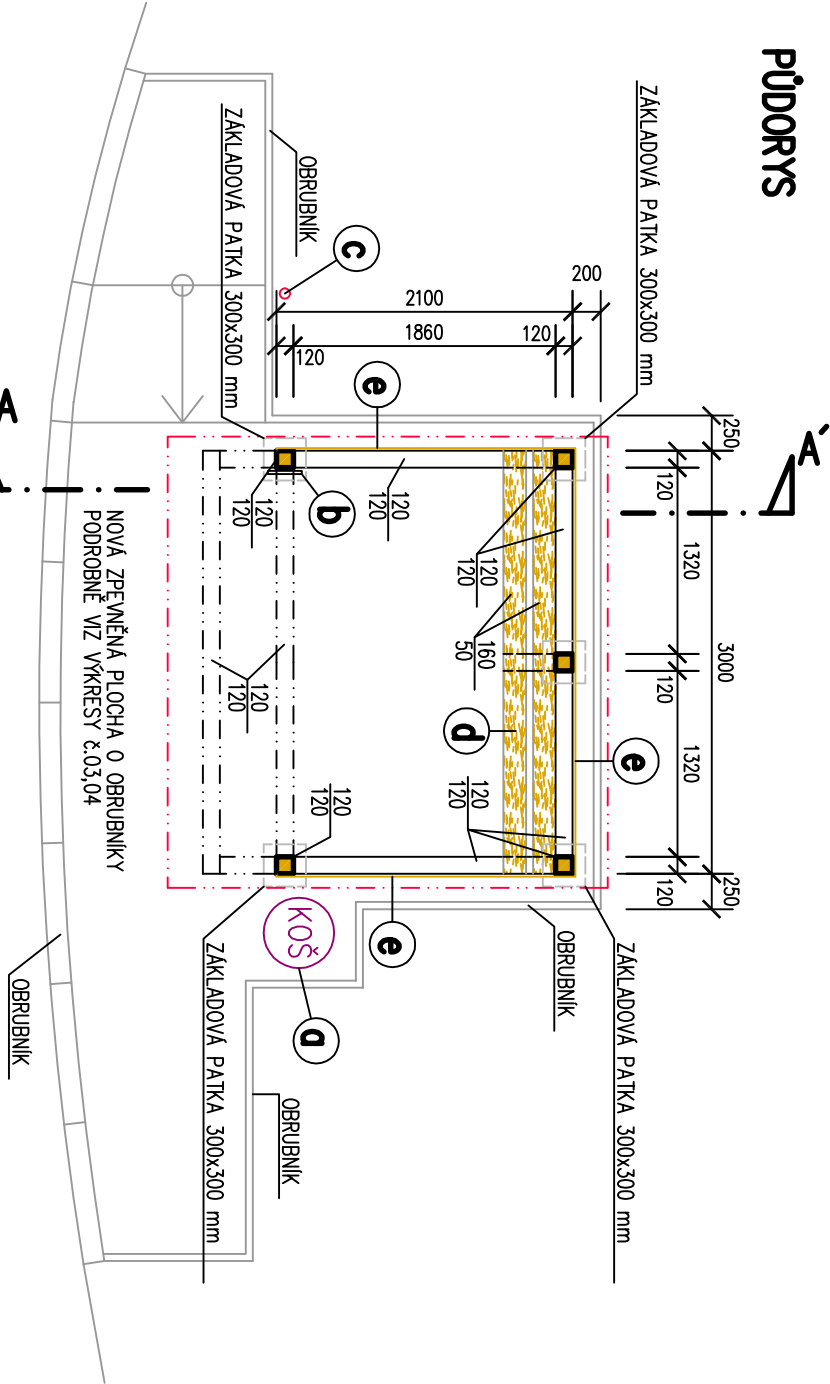 PŮDORYS
ZÁKLADOVÁ PATKA 300x300 mm
ZÁKLADOVÁ PATKA 300x300 mm
OBRUBNÍK
c
200
2100
1860
120
120
e
A
A´
250
120
1320
3000
120
1320
120
250
b
120
120
120
120
120
120
160
50
120
120
d
e
NOVÁ ZPEVNĚNÁ PLOCHA O OBRUBNÍKY
PODROBNĚ VIZ VÝKRESY č.03,04
120
120
120
120
KOŠ
a
e
OBRUBNÍK
OBRUBNÍK
OBRUBNÍK
ZÁKLADOVÁ PATKA 300x300 mm
ZÁKLADOVÁ PATKA 300x300 mm